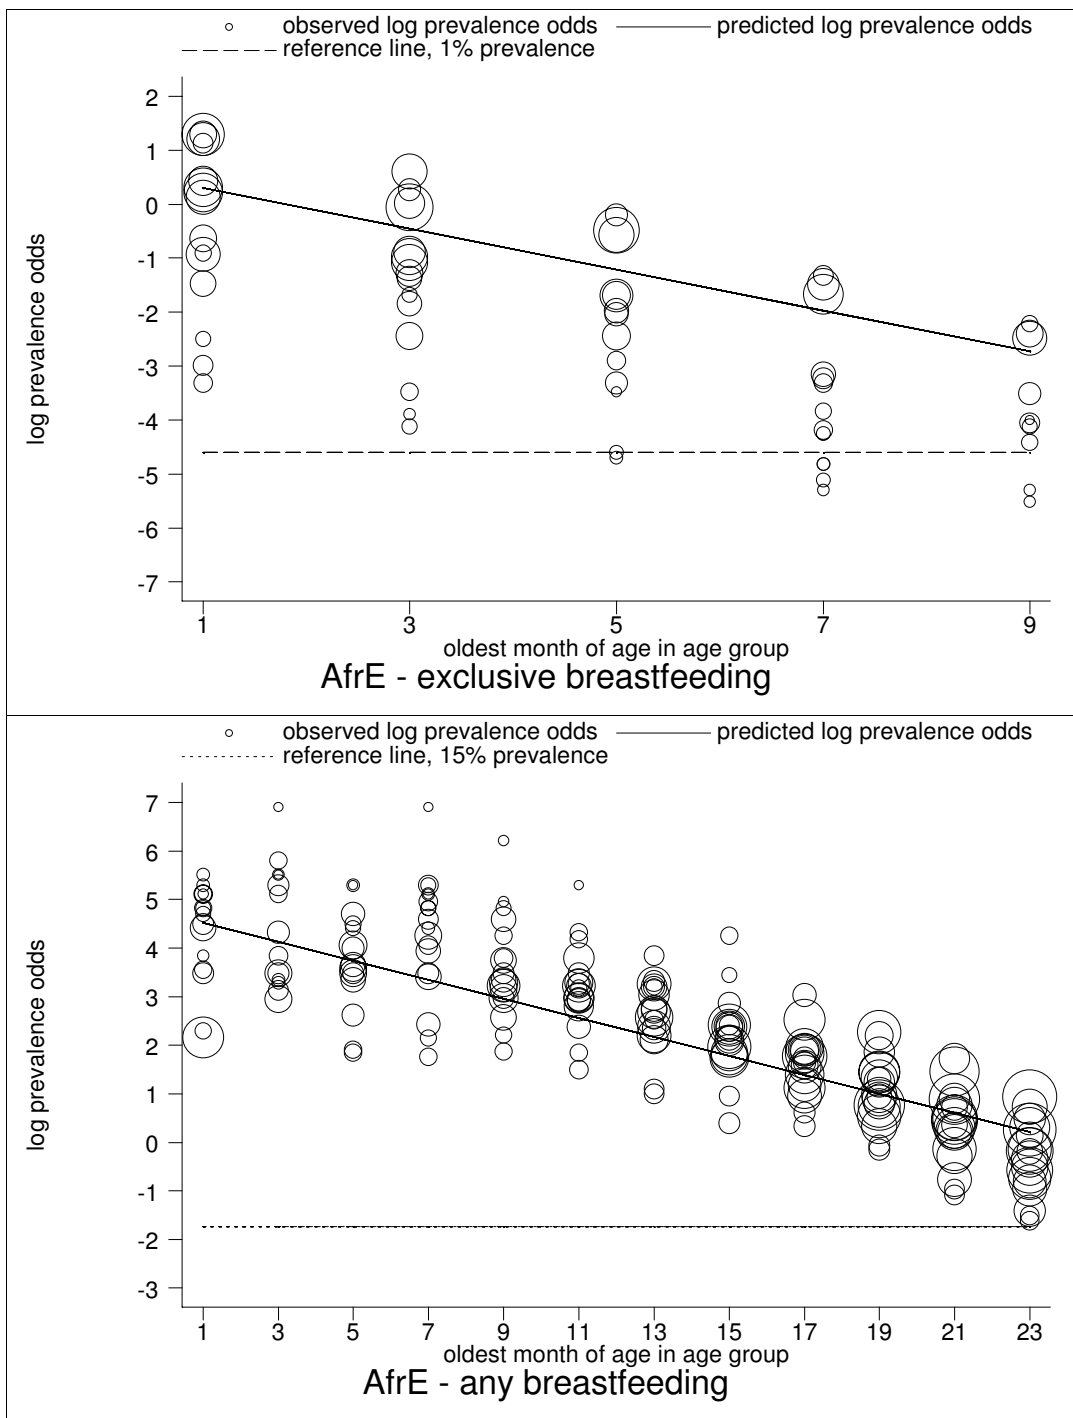 observed log prevalence odds predicted log prevalence odds
reference line, 1% prevalence
2
1
0
-1
-2
-3
-4
-5
-6
-7
log prevalence odds
1 3 5 7 9
oldest month of age in age group
AfrE - exclusive breastfeeding
observed log prevalence odds predicted log prevalence odds
reference line, 15% prevalence
7
6
5
4
3
2
1
0
-1
-2
-3
log prevalence odds
1 3 5 7 9 11 13 15 17 19 21 23
oldest month of age in age group
AfrE - any breastfeeding